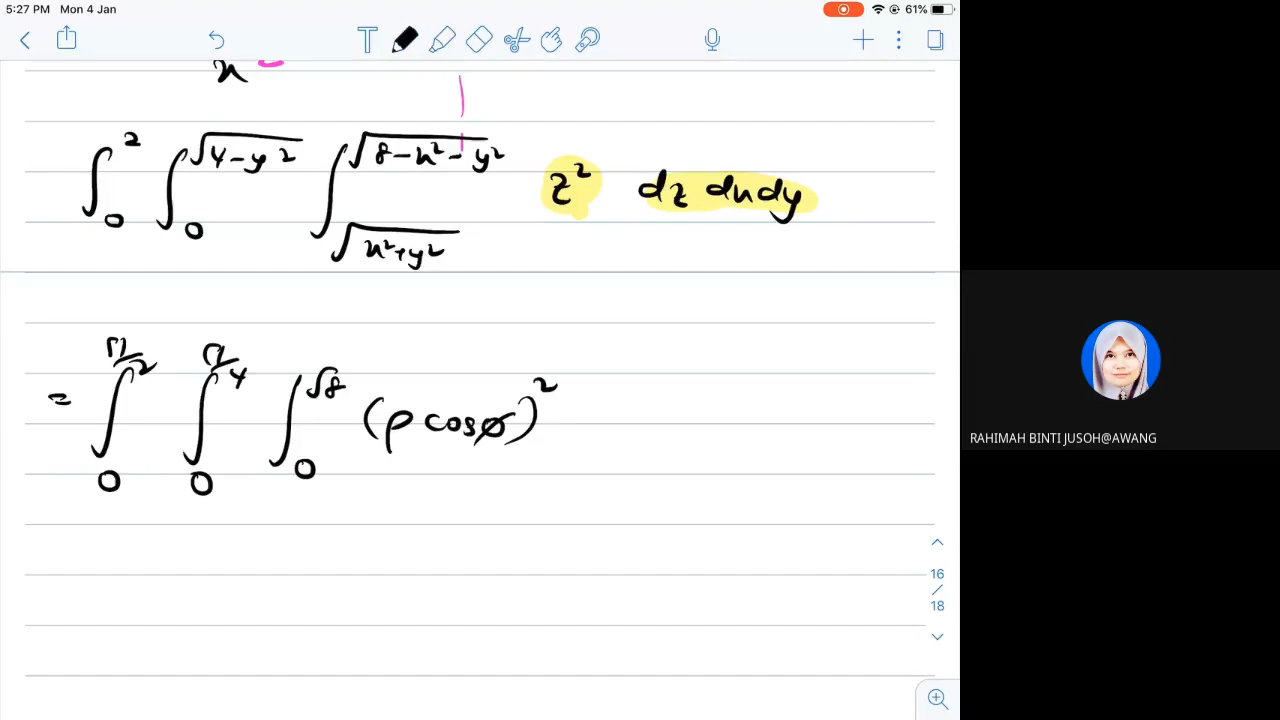 5:27 PM Mon 4 Jan 61%
x
∫₀² ∫₀^√(4-y²) ∫_√(x²+y²)^√(8-x²-y²) z² dz dx dy
= ∫₀^(π/2) ∫₀^(π/4) ∫₀^√8 (ρ cosø)²
RAHIMAH BINTI JUSOH@AWANG
16
/
18